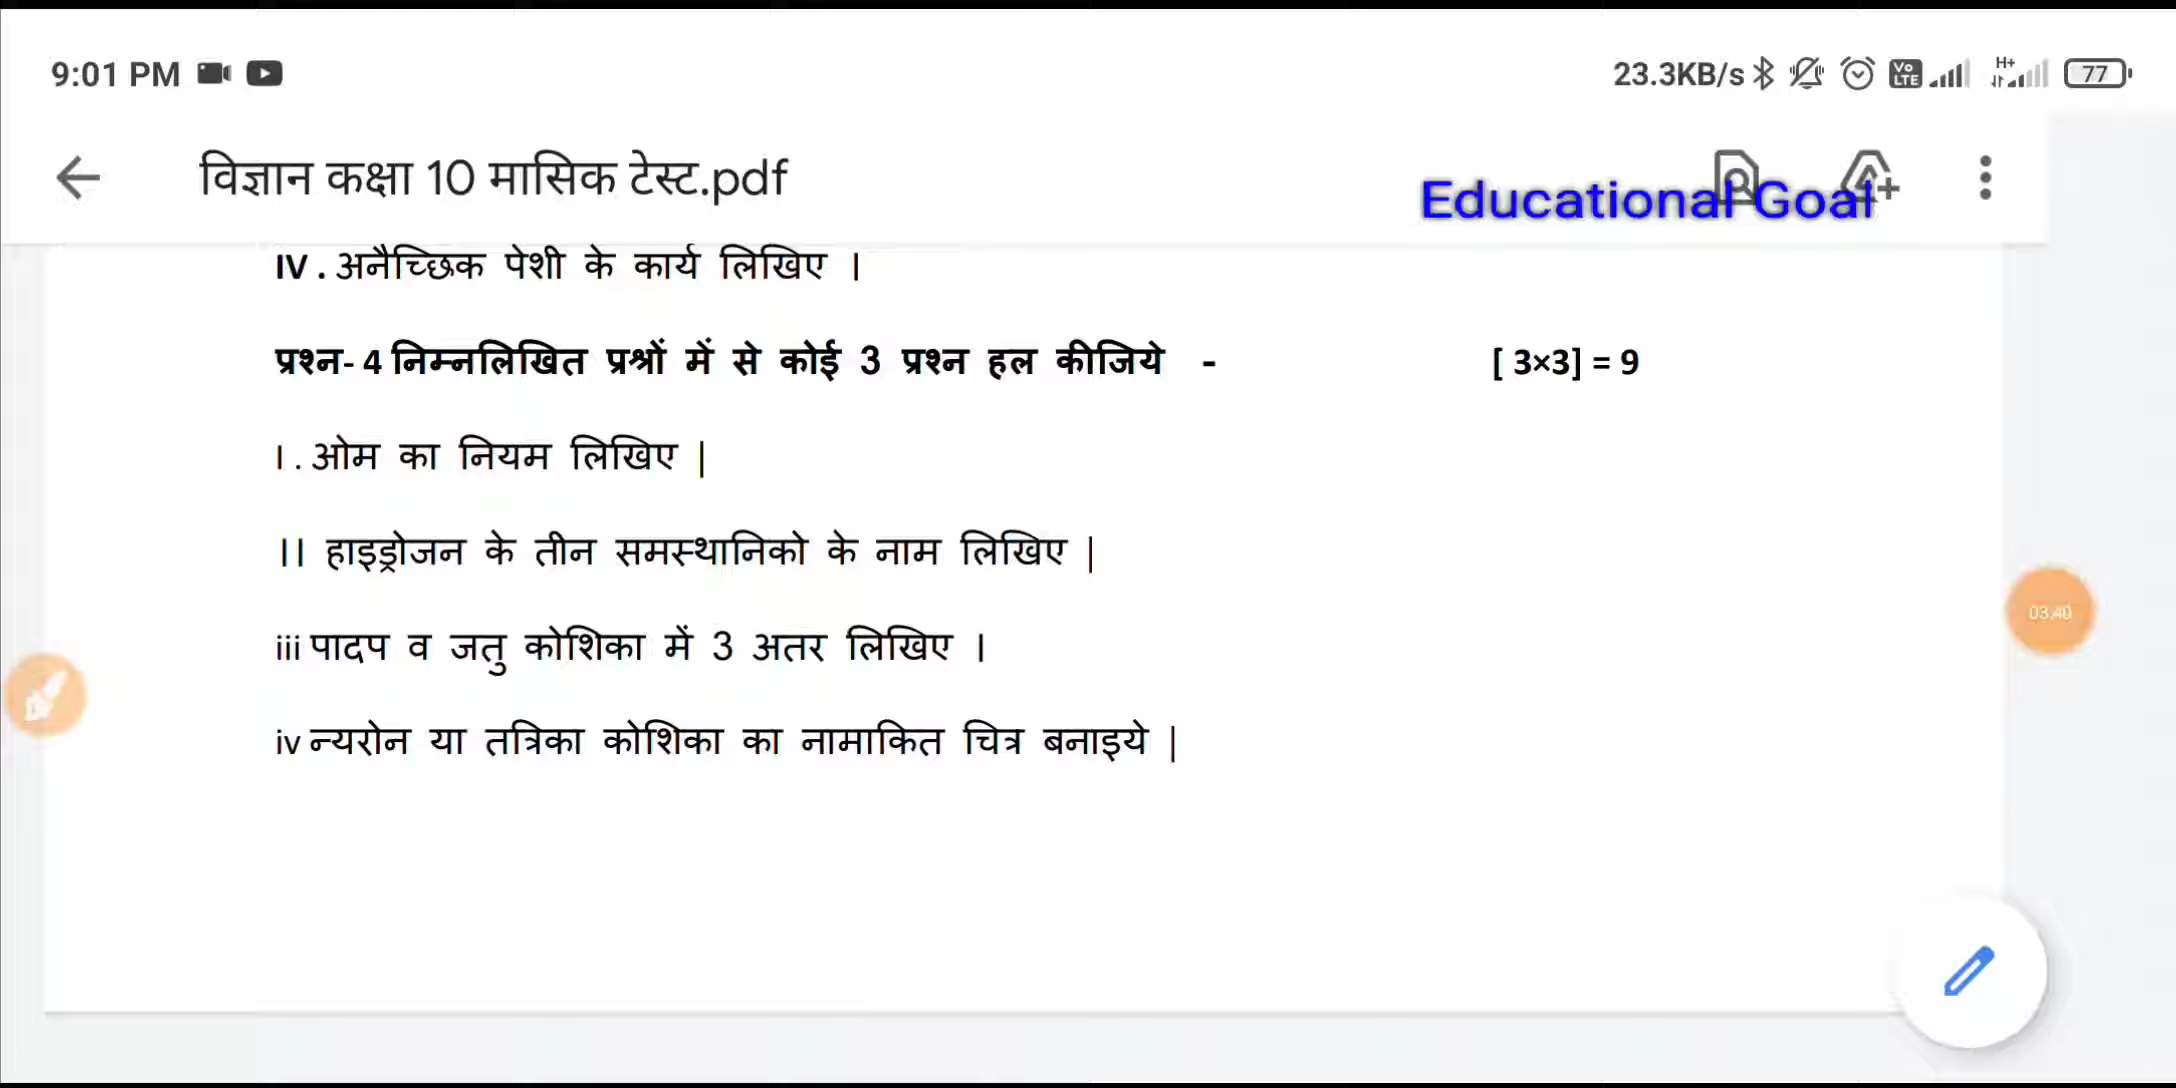 9:01 PM
23.3KB/s Vo LTE H+ 77
विज्ञान कक्षा 10 मासिक टेस्ट.pdf
Educational Goal
IV . अनैच्छिक पेशी के कार्य लिखिए ।
प्रश्न- 4 निम्नलिखित प्रश्नों में से कोई 3 प्रश्न हल कीजिये - [ 3×3] = 9
I . ओम का नियम लिखिए |
II हाइड्रोजन के तीन समस्थानिको के नाम लिखिए |
03:40
iii पादप व जतु कोशिका में 3 अतर लिखिए ।
iv न्यरोन या तत्रिका कोशिका का नामाकित चित्र बनाइये |